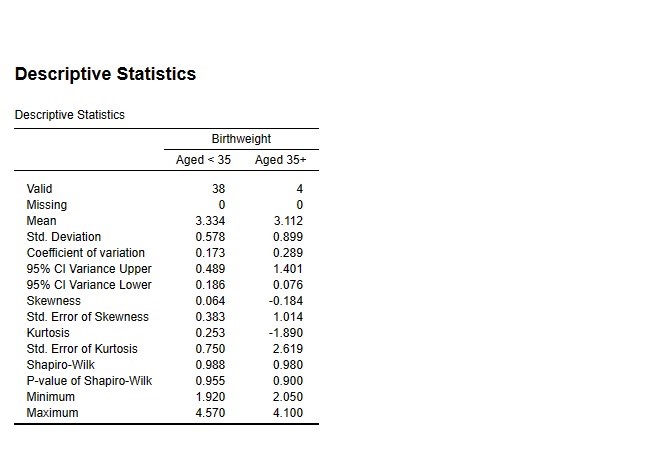 Descriptive Statistics
Descriptive Statistics
Birthweight
Aged < 35 Aged 35+
Valid 38 4
Missing 0 0
Mean 3.334 3.112
Std. Deviation 0.578 0.899
Coefficient of variation 0.173 0.289
95% CI Variance Upper 0.489 1.401
95% CI Variance Lower 0.186 0.076
Skewness 0.064 -0.184
Std. Error of Skewness 0.383 1.014
Kurtosis 0.253 -1.890
Std. Error of Kurtosis 0.750 2.619
Shapiro-Wilk 0.988 0.980
P-value of Shapiro-Wilk 0.955 0.900
Minimum 1.920 2.050
Maximum 4.570 4.100